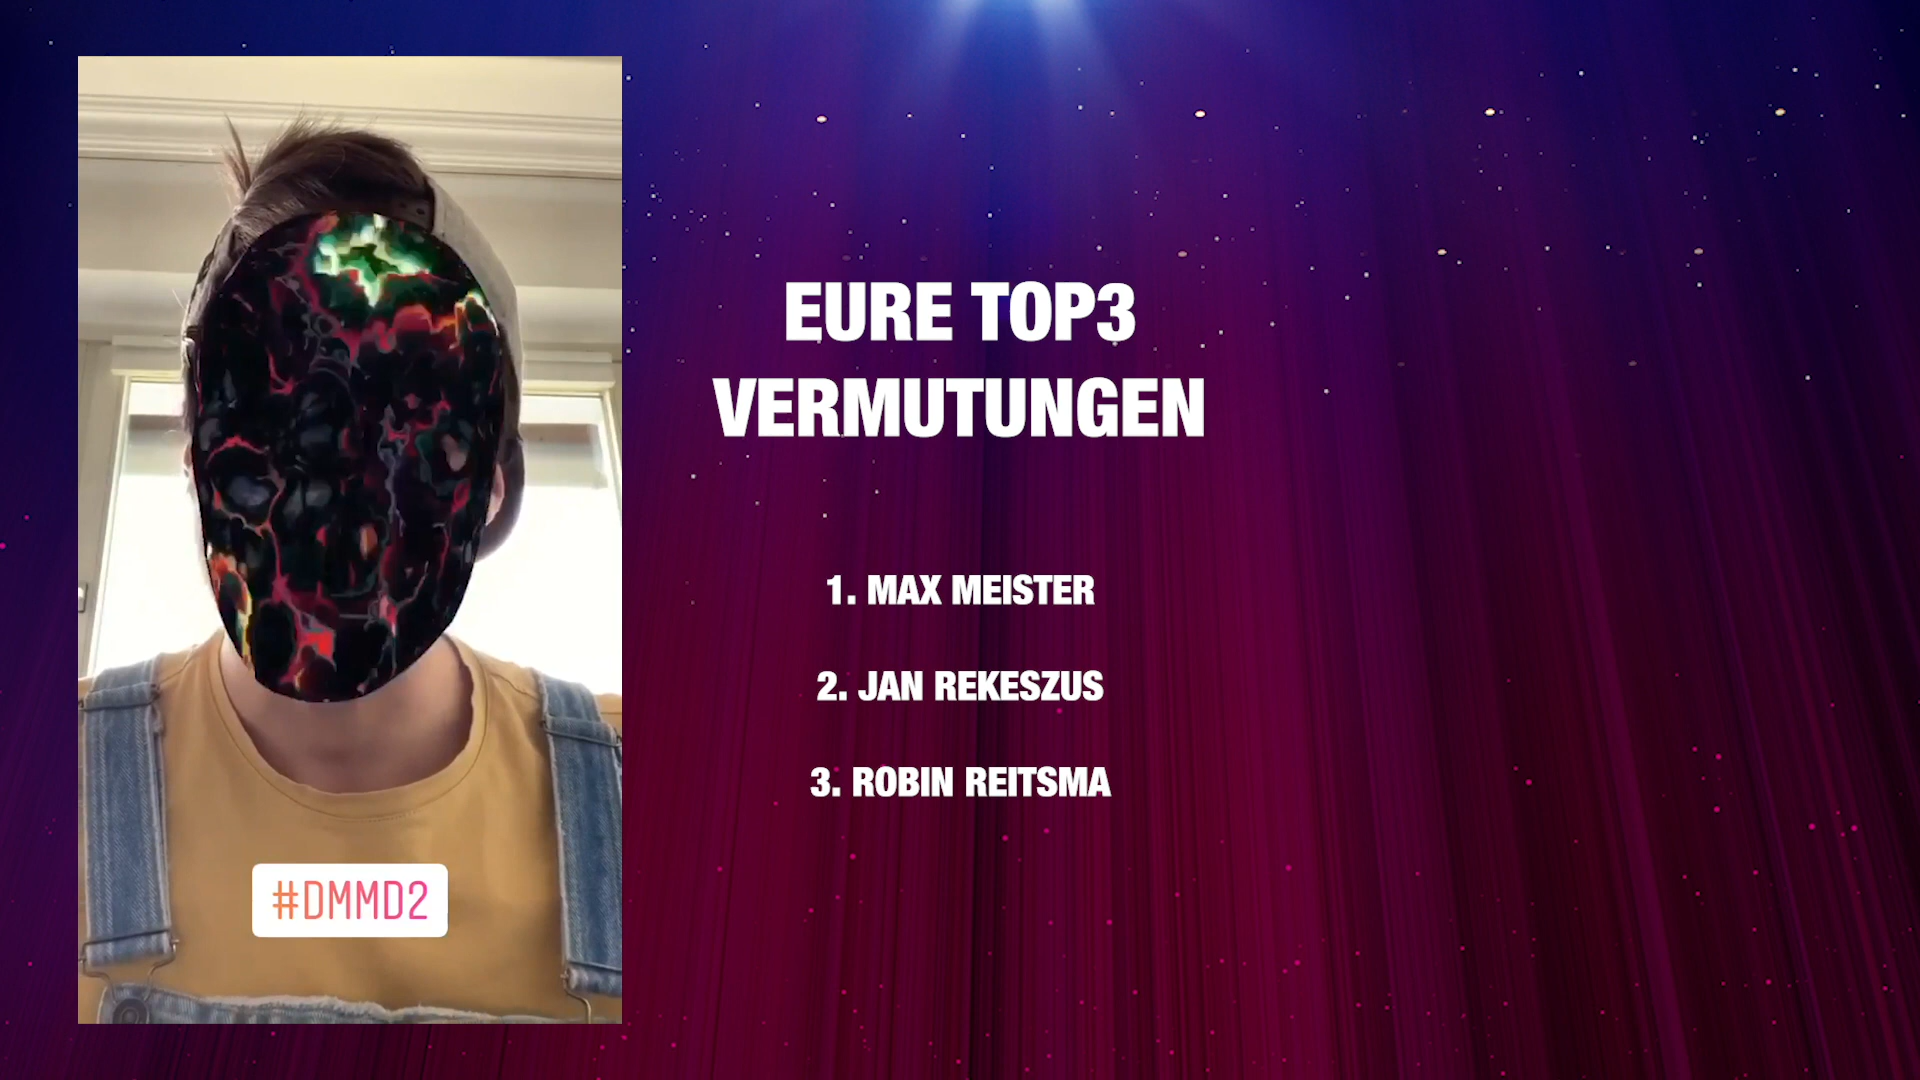 EURE TOP3
VERMUTUNGEN
1. MAX MEISTER
2. JAN REKESZUS
3. ROBIN REITSMA
#DMMD2